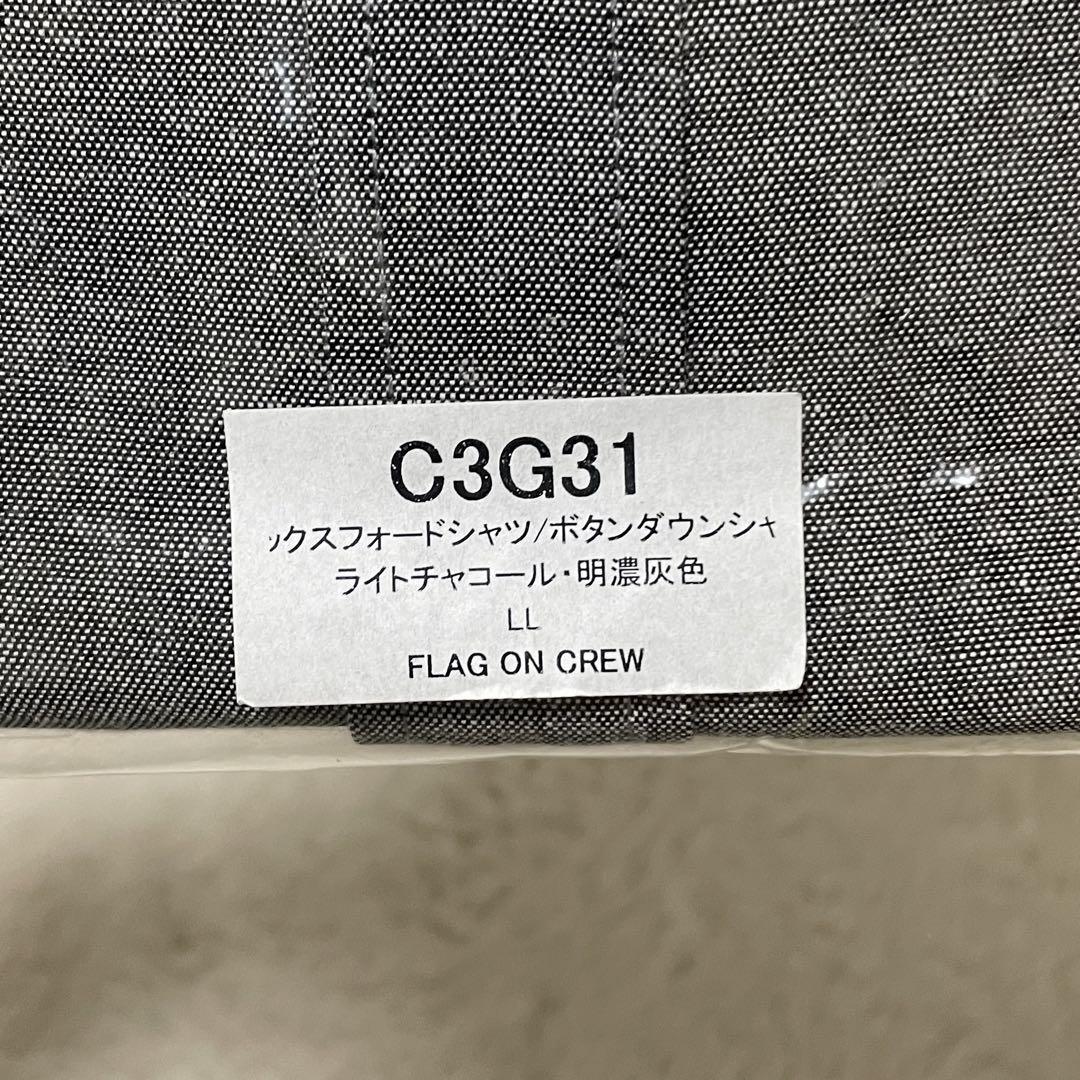 C3G31
ックスフォードシャツ/ボタンダウンシャ
ライトチャコール・明濃灰色
LL
FLAG ON CREW